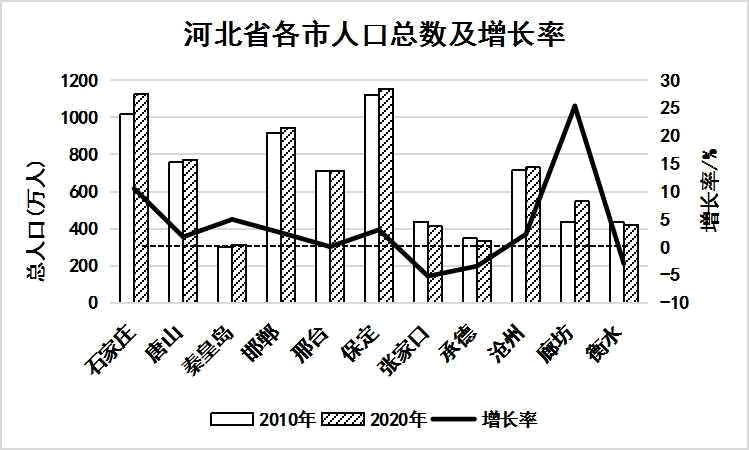 河北省各市人口总数及增长率
总人口(万人)
1200
1000
800
600
400
200
0
增长率/%
30
25
20
15
10
5
0
-5
-10
石家庄
唐山
秦皇岛
邯郸
邢台
保定
张家口
承德
沧州
廊坊
衡水
2010年 2020年 增长率